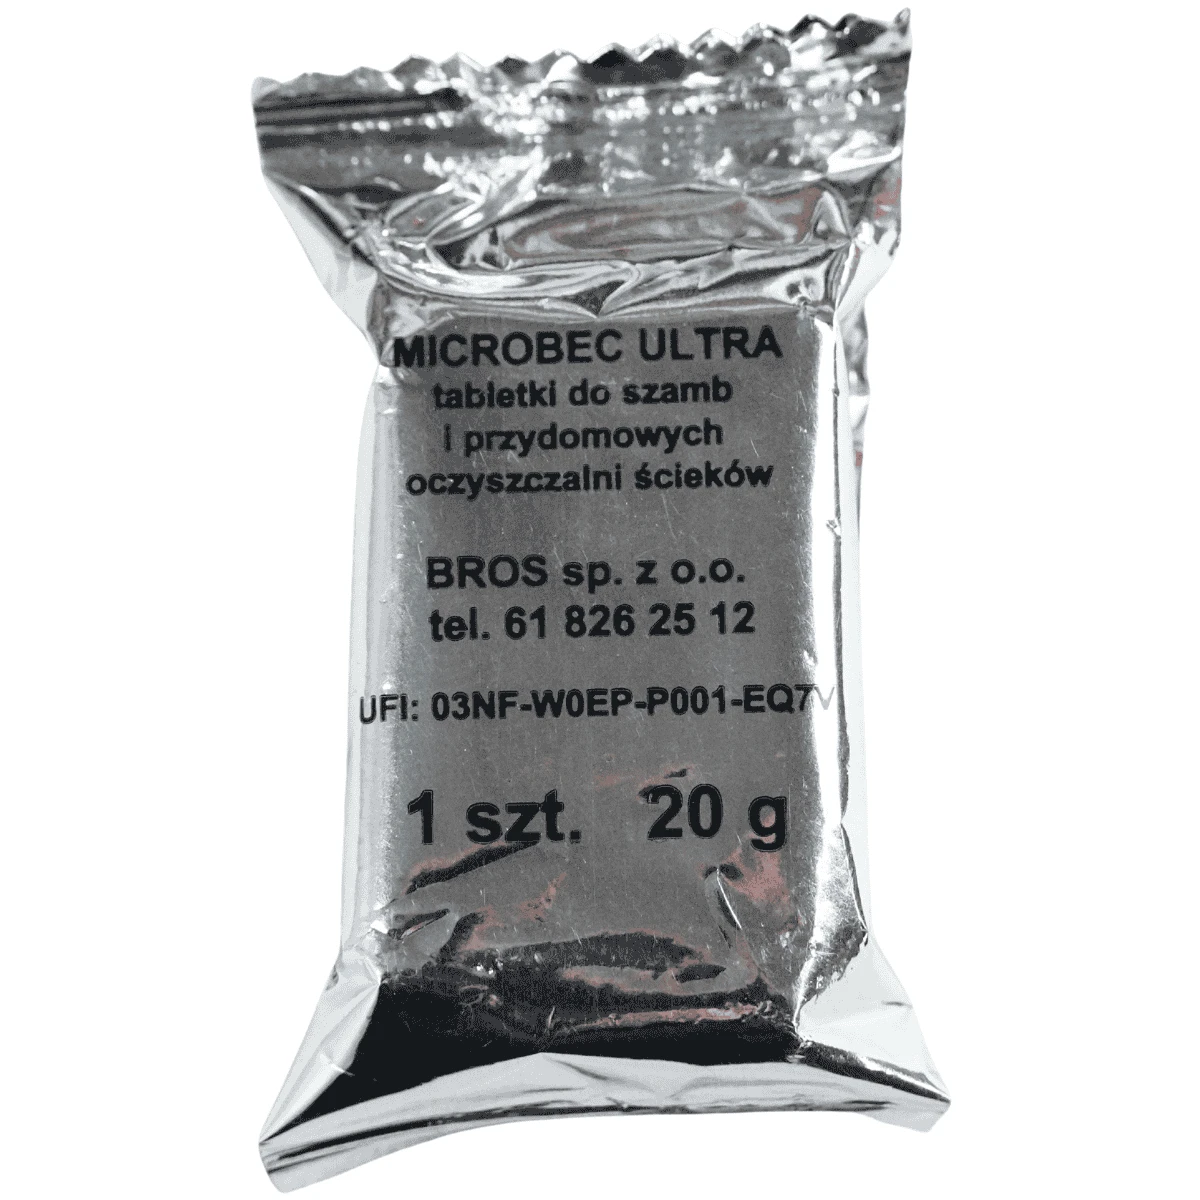 MICROBEC ULTRA
tabletki do szamb
i przydomowych
oczyszczalni ścieków
BROS sp. z o.o.
tel. 61 826 25 12
UFI: 03NF-W0EP-P001-EQ7V
1 szt. 20 g